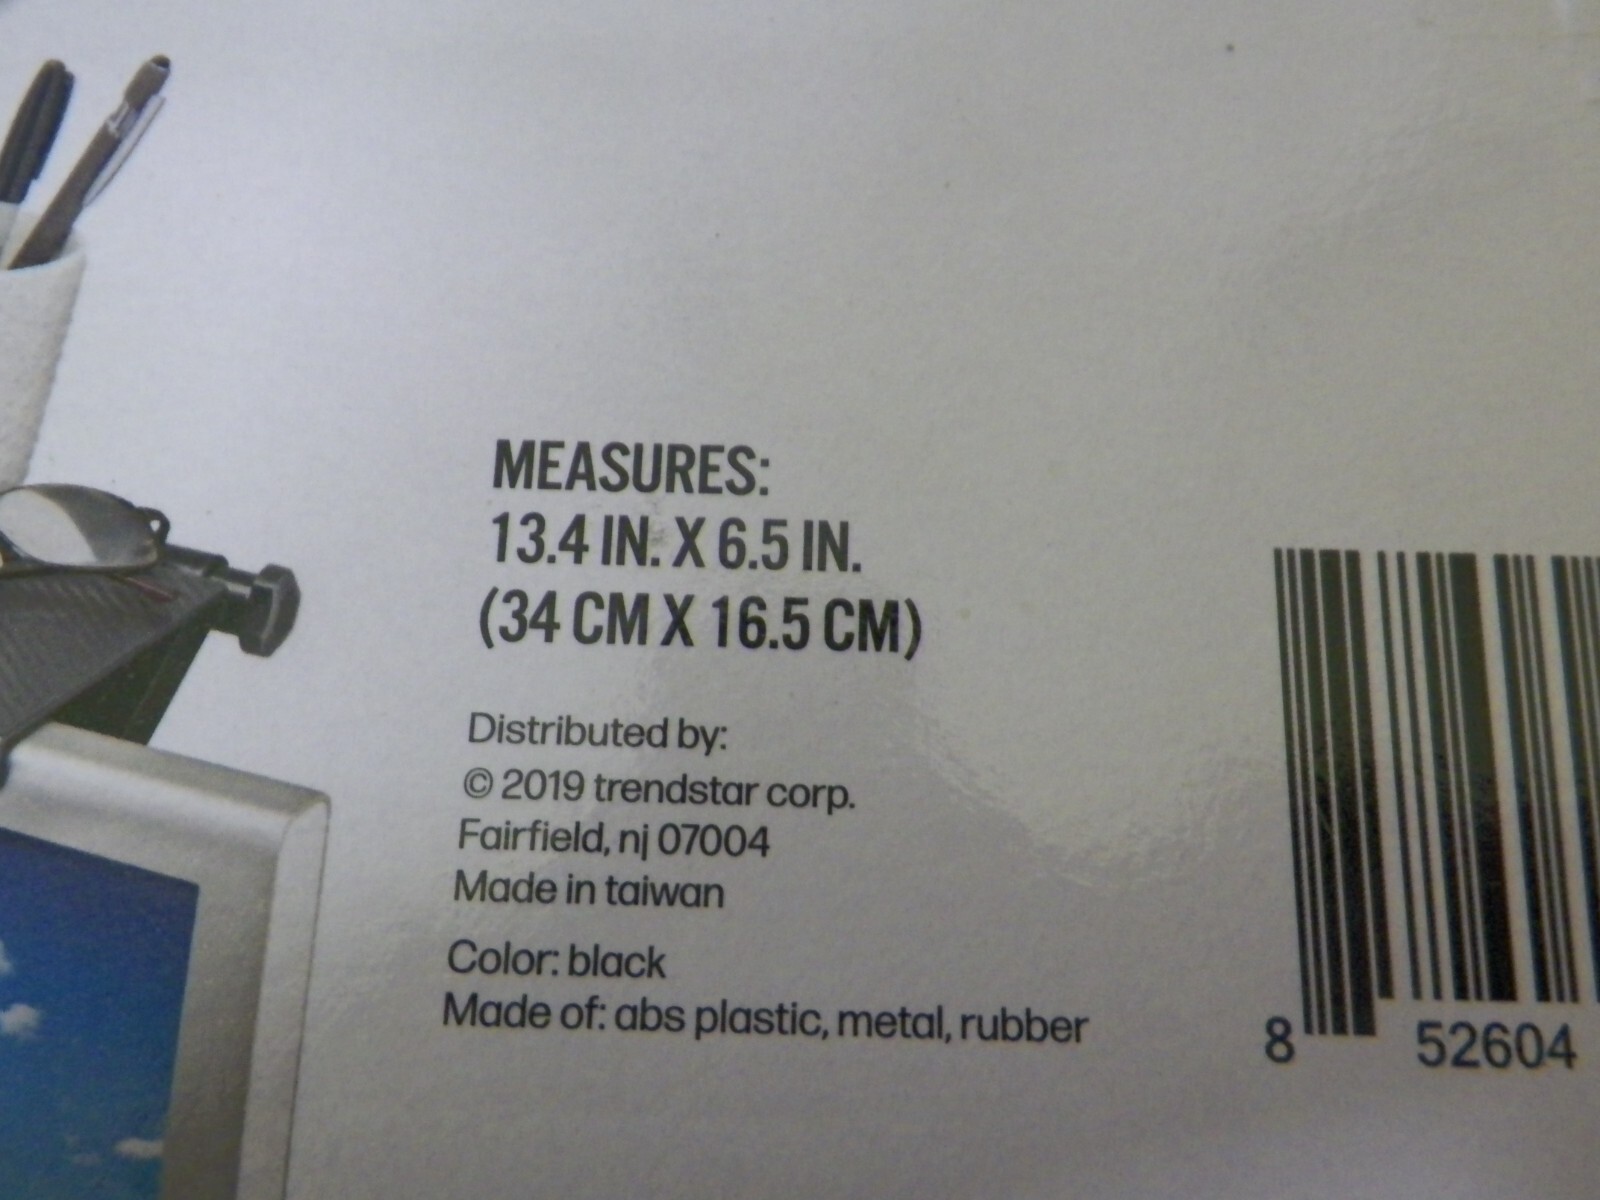 MEASURES:
13.4 IN. X 6.5 IN.
(34 CM X 16.5 CM)
Distributed by:
© 2019 trendstar corp.
Fairfield, nj 07004
Made in taiwan
Color: black
Made of: abs plastic, metal, rubber
8 52604